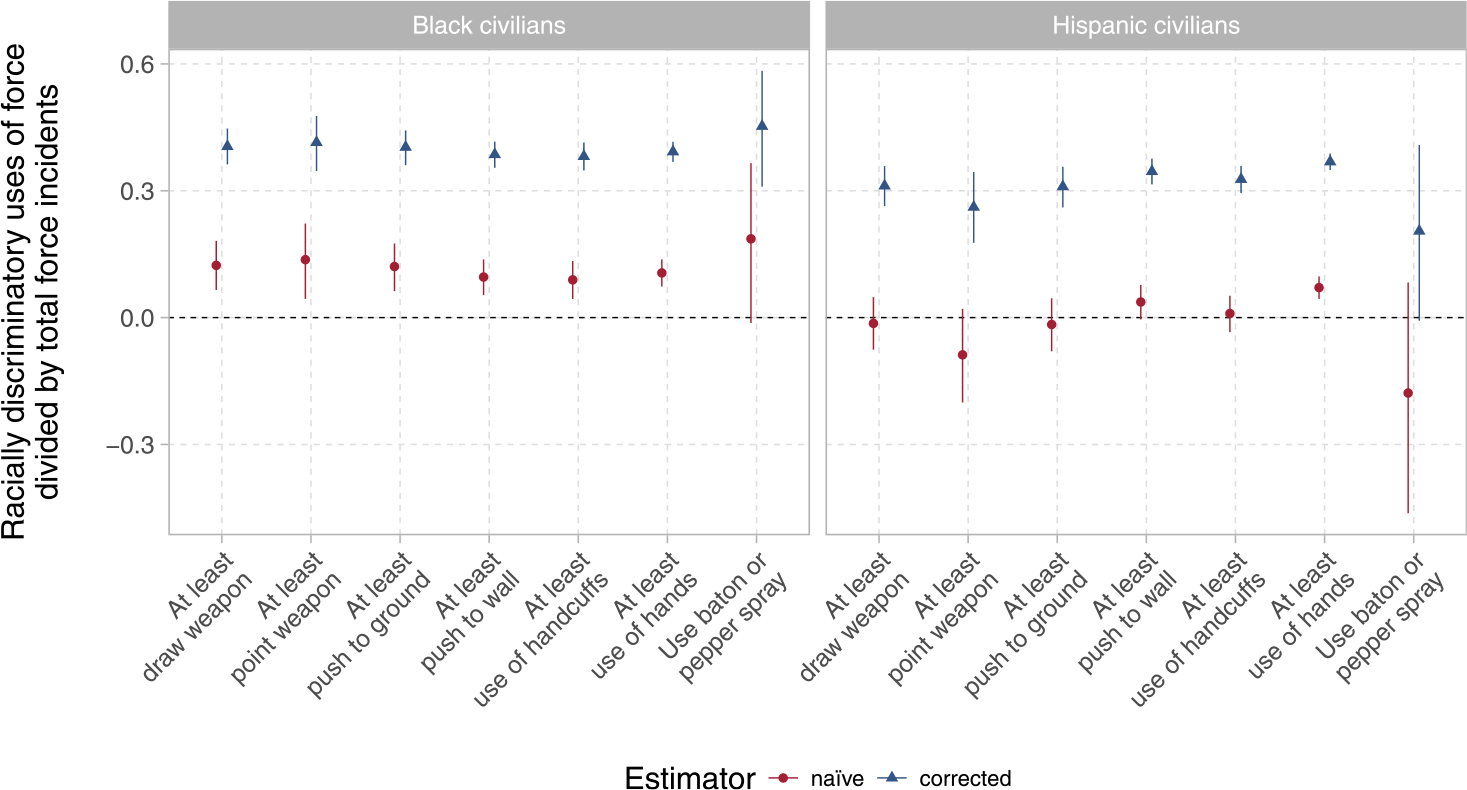 Racially discriminatory uses of force
divided by total force incidents
Black civilians
Hispanic civilians
0.6
0.3
0.0
−0.3
At least
draw weapon
At least
point weapon
At least
push to ground
At least
push to wall
At least
use of handcuffs
At least
use of hands
Use baton or
pepper spray
At least
draw weapon
At least
point weapon
At least
push to ground
At least
push to wall
At least
use of handcuffs
At least
use of hands
Use baton or
pepper spray
Estimator naïve corrected